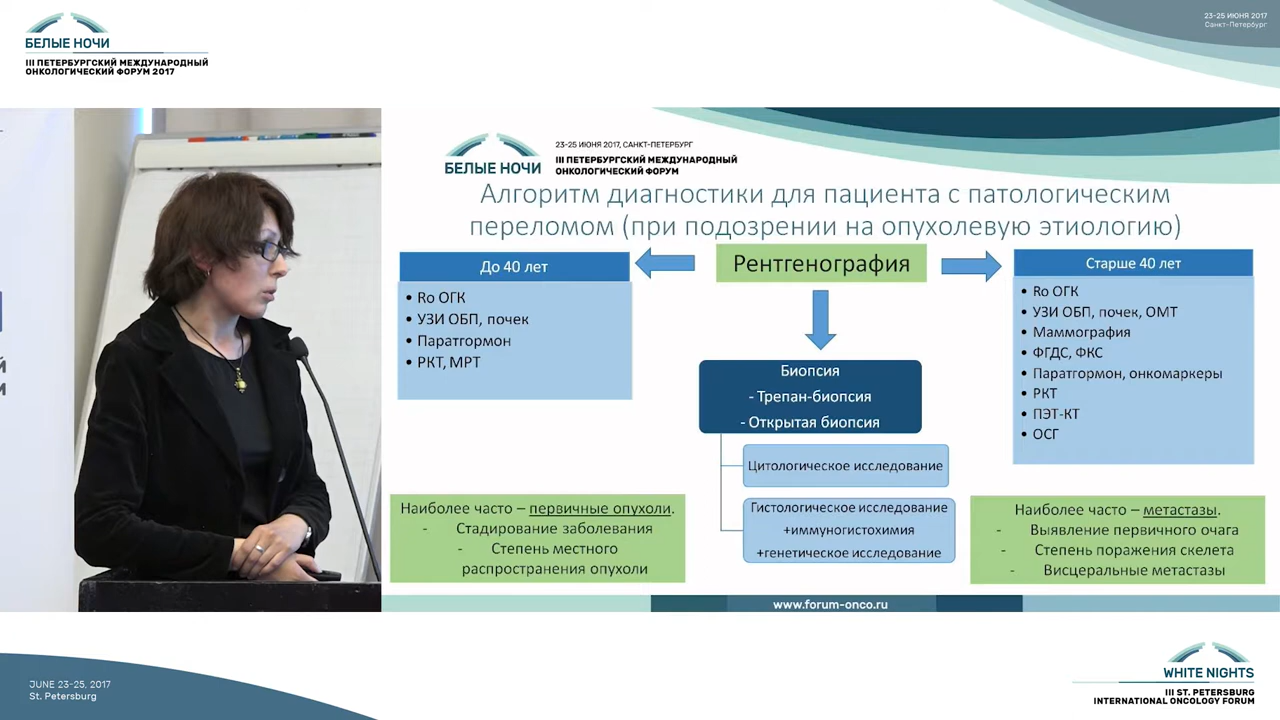 БЕЛЫЕ НОЧИ
III ПЕТЕРБУРГСКИЙ МЕЖДУНАРОДНЫЙ
ОНКОЛОГИЧЕСКИЙ ФОРУМ 2017
23-25 ИЮНЯ 2017
Санкт-Петербург
БЕЛЫЕ НОЧИ
23-25 ИЮНЯ 2017, САНКТ-ПЕТЕРБУРГ
III ПЕТЕРБУРГСКИЙ МЕЖДУНАРОДНЫЙ
ОНКОЛОГИЧЕСКИЙ ФОРУМ
Алгоритм диагностики для пациента с патологическим
переломом (при подозрении на опухолевую этиологию)
До 40 лет
• Ro ОГК
• УЗИ ОБП, почек
• Паратгормон
• РКТ, МРТ
Рентгенография
Биопсия
- Трепан-биопсия
- Открытая биопсия
Цитологическое исследование
Гистологическое исследование
+иммуногистохимия
+генетическое исследование
Старше 40 лет
• Ro ОГК
• УЗИ ОБП, почек, ОМТ
• Маммография
• ФГДС, ФКС
• Паратгормон, онкомаркеры
• РКТ
• ПЭТ-КТ
• ОСГ
Наиболее часто – первичные опухоли.
- Стадирование заболевания
- Степень местного
распространения опухоли
Наиболее часто – метастазы.
- Выявление первичного очага
- Степень поражения скелета
- Висцеральные метастазы
www.forum-onco.ru
JUNE 23-25, 2017
St. Petersburg
WHITE NIGHTS
III ST. PETERSBURG
INTERNATIONAL ONCOLOGY FORUM